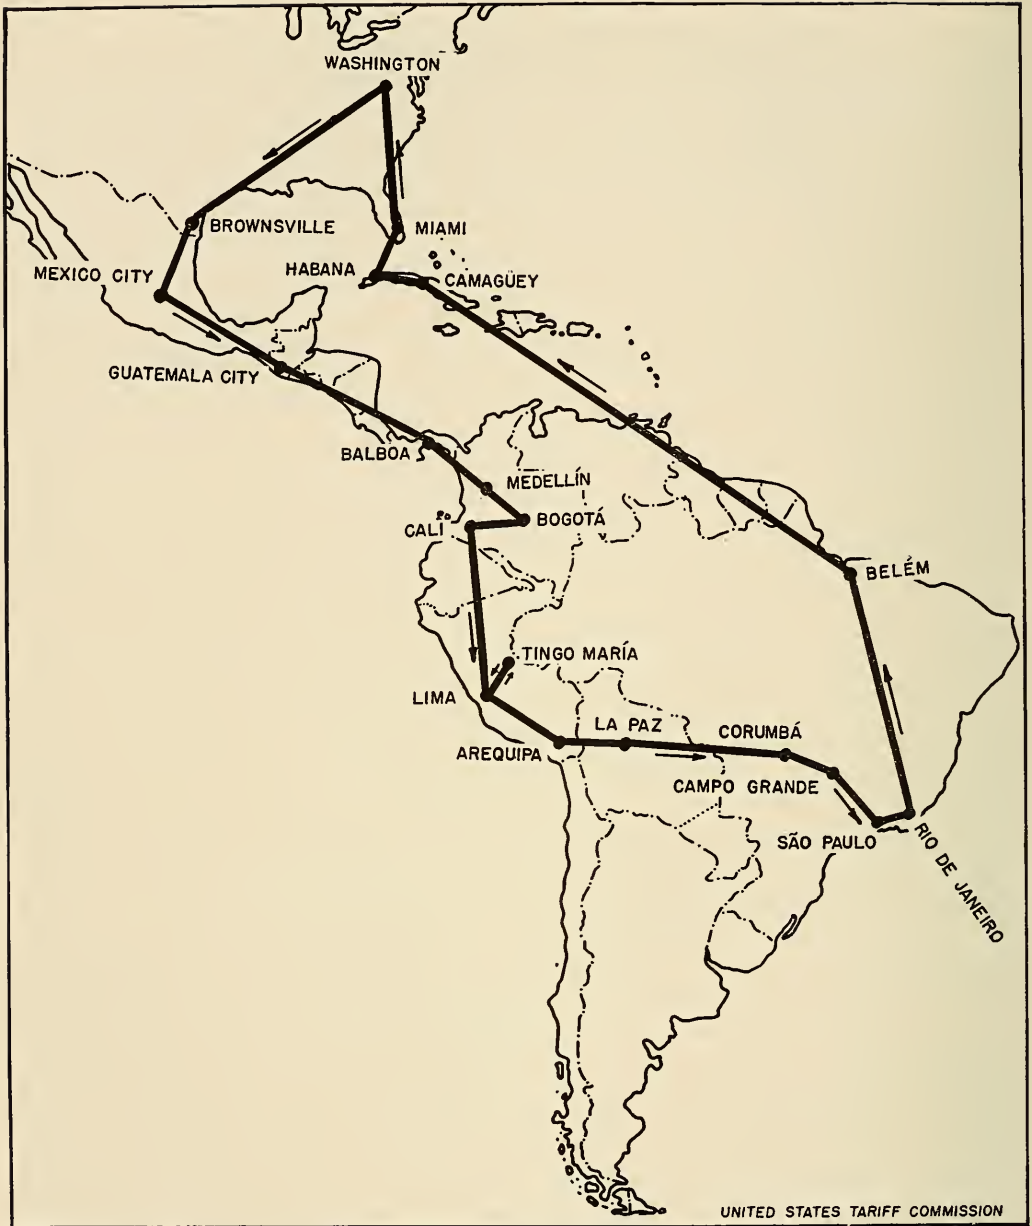 WASHINGTON
BROWNSVILLE
MIAMI
MEXICO CITY
HABANA
CAMAGÜEY
GUATEMALA CITY
BALBOA
MEDELLÍN
BOGOTÁ
CALI
BELÉM
TINGO MARÍA
LIMA
LA PAZ
CORUMBÁ
AREQUIPA
CAMPO GRANDE
SÃO PAULO
RIO DE JANEIRO
UNITED STATES TARIFF COMMISSION